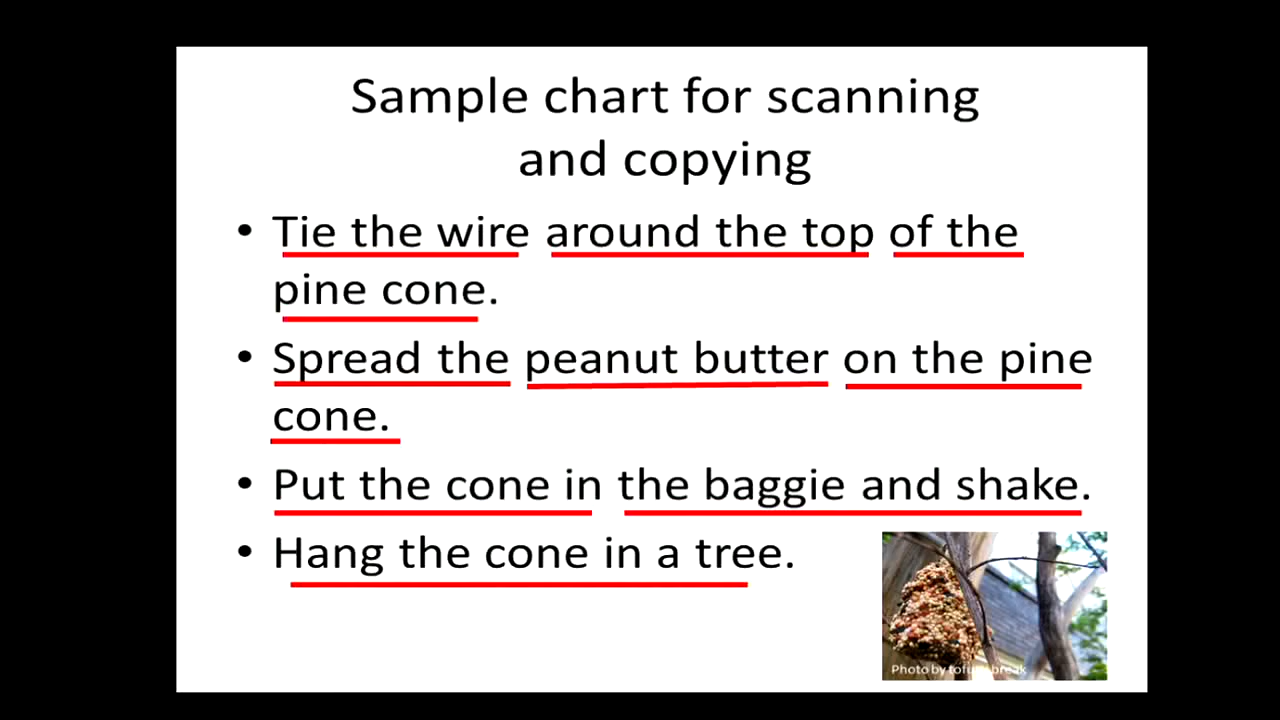 Sample chart for scanning
and copying
• Tie the wire around the top of the
pine cone.
• Spread the peanut butter on the pine
cone.
• Put the cone in the baggie and shake.
• Hang the cone in a tree.
Photo by